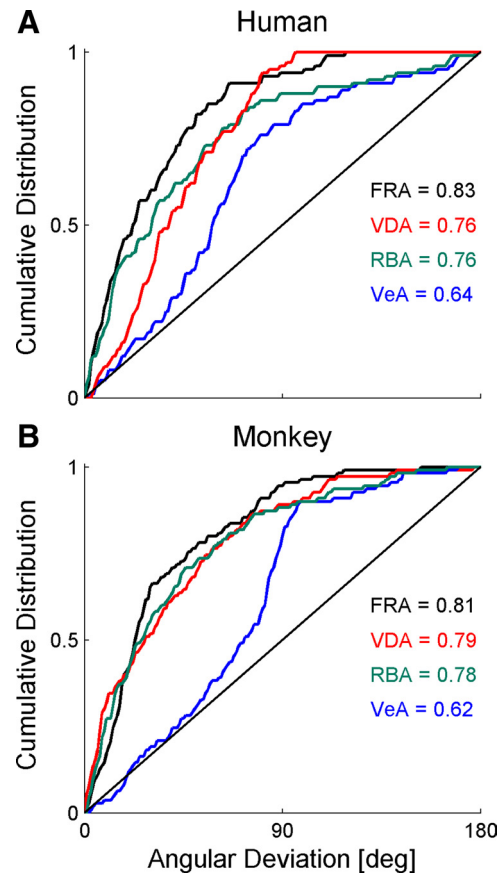 A
Human
1
0.5
0
Cumulative Distribution
FRA = 0.83
VDA = 0.76
RBA = 0.76
VeA = 0.64
B
Monkey
1
0.5
0
Cumulative Distribution
FRA = 0.81
VDA = 0.79
RBA = 0.78
VeA = 0.62
0
90
180
Angular Deviation [deg]